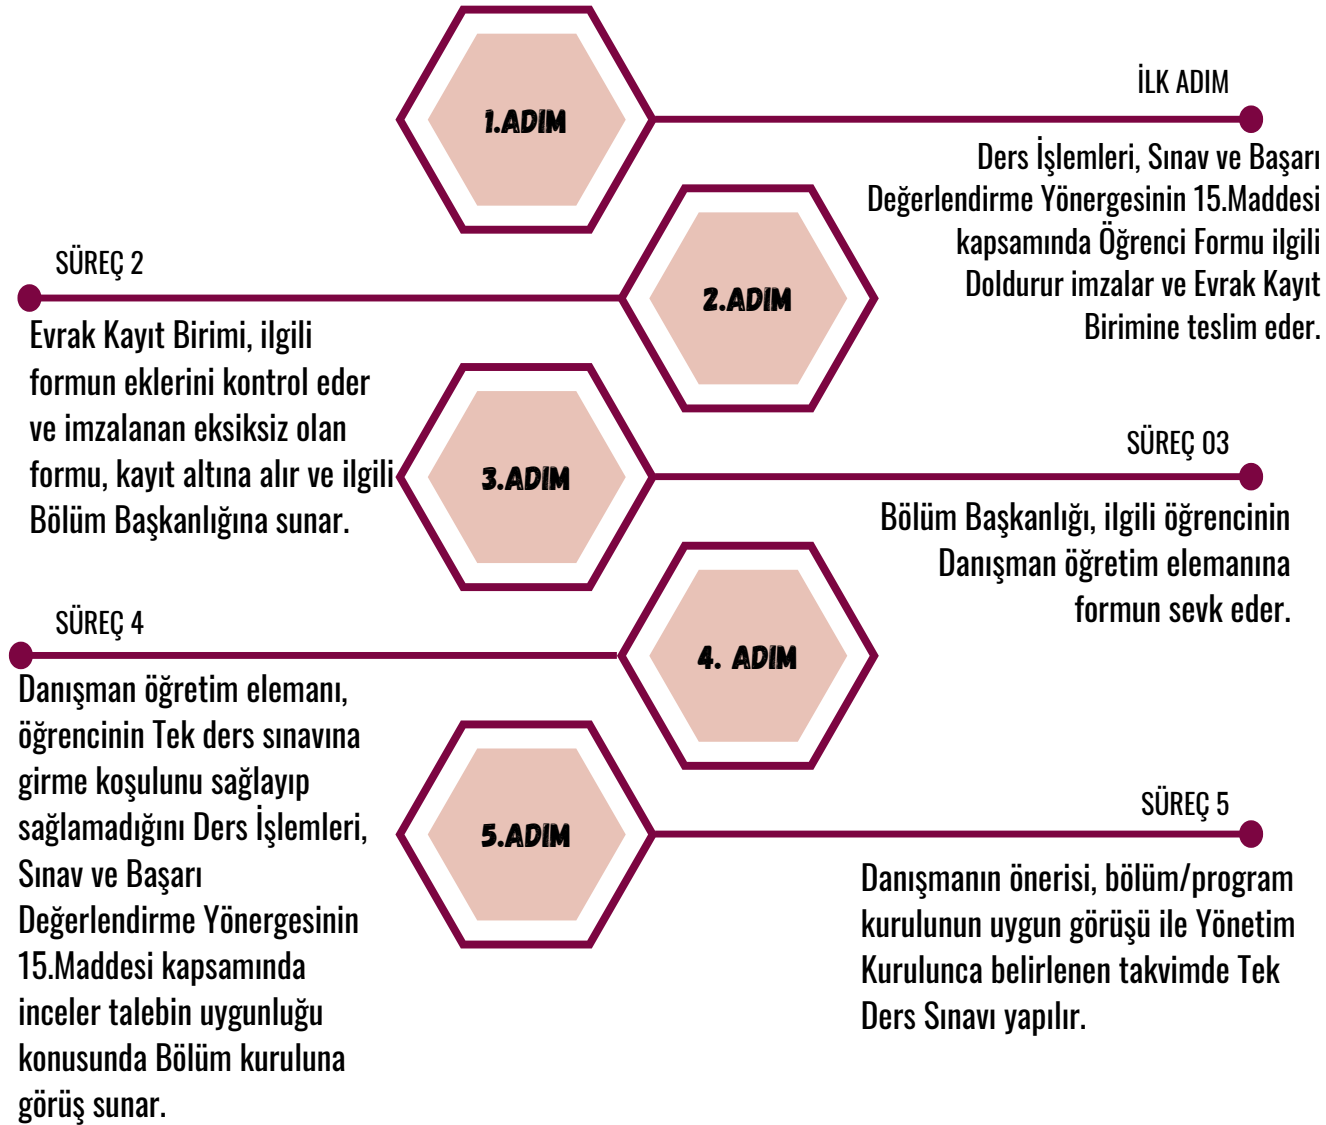 1.ADIM
İLK ADIM
Ders İşlemleri, Sınav ve Başarı
Değerlendirme Yönergesinin 15.Maddesi
kapsamında Öğrenci Formu ilgili
Doldurur imzalar ve Evrak Kayıt
Birimine teslim eder.
2.ADIM
SÜREÇ 2
Evrak Kayıt Birimi, ilgili
formun eklerini kontrol eder
ve imzalanan eksiksiz olan
formu, kayıt altına alır ve ilgili
Bölüm Başkanlığına sunar.
3.ADIM
SÜREÇ 03
Bölüm Başkanlığı, ilgili öğrencinin
Danışman öğretim elemanına
formun sevk eder.
4. ADIM
SÜREÇ 4
Danışman öğretim elemanı,
öğrencinin Tek ders sınavına
girme koşulunu sağlayıp
sağlamadığını Ders İşlemleri,
Sınav ve Başarı
Değerlendirme Yönergesinin
15.Maddesi kapsamında
inceler talebin uygunluğu
konusunda Bölüm kuruluna
görüş sunar.
5.ADIM
SÜREÇ 5
Danışmanın önerisi, bölüm/program
kurulunun uygun görüşü ile Yönetim
Kurulunca belirlenen takvimde Tek
Ders Sınavı yapılır.